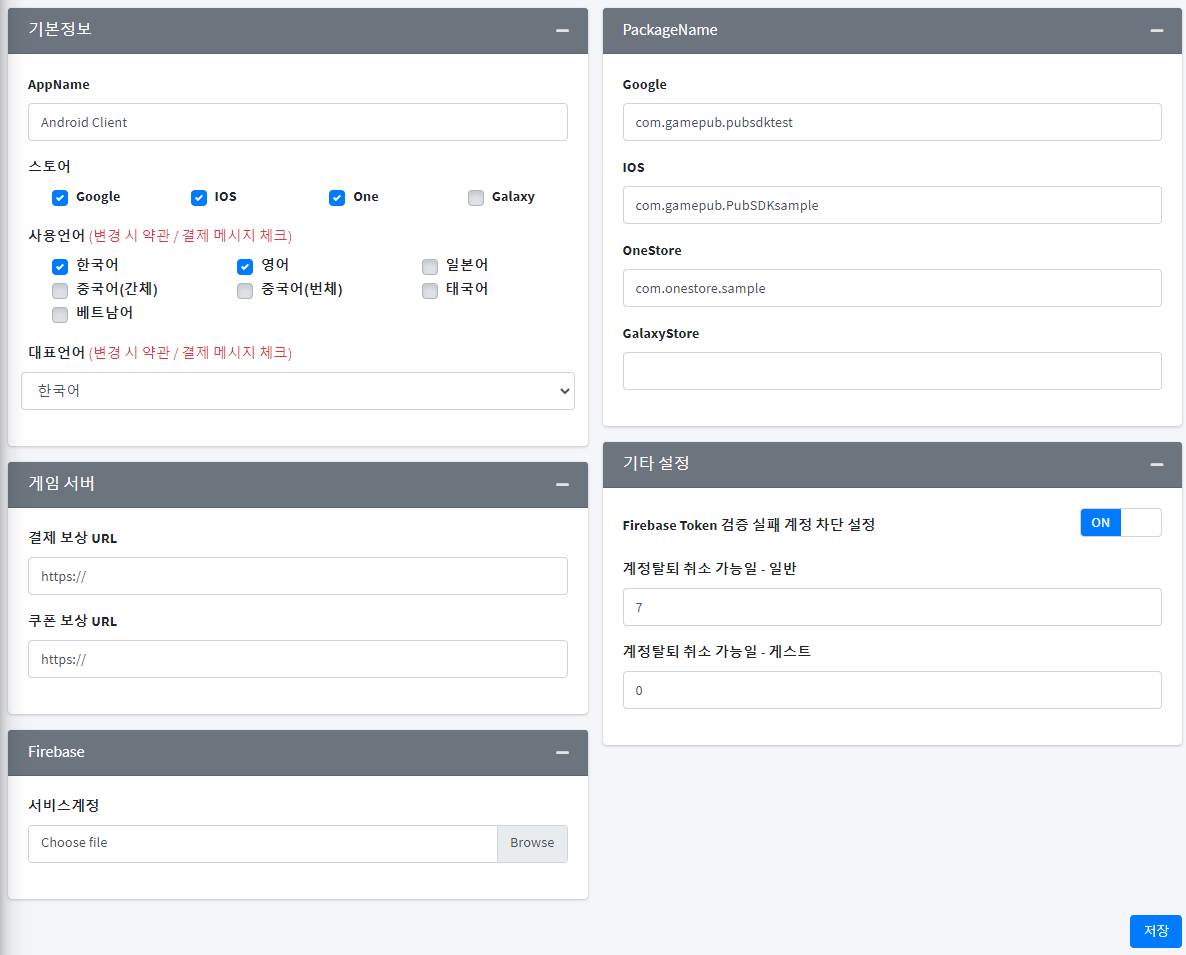 기본정보
AppName
Android Client
스토어
Google IOS One Galaxy
사용언어 (변경 시 약관 / 결제 메시지 체크)
한국어 영어 일본어
중국어(간체) 중국어(번체) 태국어
베트남어
대표언어 (변경 시 약관 / 결제 메시지 체크)
한국어
게임 서버
결제 보상 URL
https://
쿠폰 보상 URL
https://
Firebase
서비스계정
Choose file Browse
PackageName
Google
com.gamepub.pubsdktest
IOS
com.gamepub.PubSDKsample
OneStore
com.onestore.sample
GalaxyStore
기타 설정
Firebase Token 검증 실패 계정 차단 설정 ON
계정탈퇴 취소 가능일 - 일반
7
계정탈퇴 취소 가능일 - 게스트
0
저장